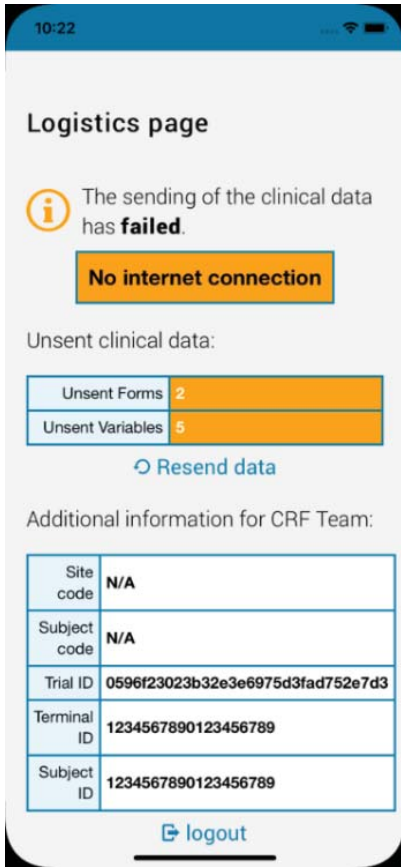 10:22
Logistics page
The sending of the clinical data
has failed.
No internet connection
Unsent clinical data:
Unsent Forms 2
Unsent Variables 5
Resend data
Additional information for CRF Team:
Site
code N/A
Subject
code N/A
Trial ID 0596f23023b32e3e6975d3fad752e7d3
Terminal
ID 1234567890123456789
Subject
ID 1234567890123456789
logout